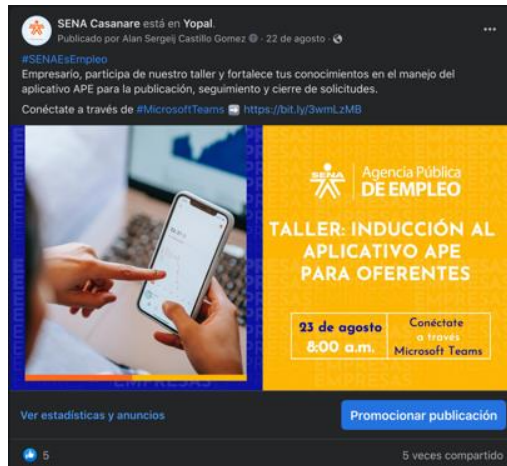 SENA Casanare está en Yopal.
Publicado por Alan Sergeij Castillo Gomez · 22 de agosto ·
#SENAEsEmpleo
Empresario, participa de nuestro taller y fortalece tus conocimientos en el manejo del
aplicativo APE para la publicación, seguimiento y cierre de solicitudes.
Conéctate a través de #MicrosoftTeams ➡ https://bit.ly/3wmLzMB
SENA
Agencia Pública
DE EMPLEO
TALLER: INDUCCIÓN AL
APLICATIVO APE
PARA OFERENTES
23 de agosto
8:00 a.m.
Conéctate
a través
Microsoft Teams
EMPRESAS
Ver estadísticas y anuncios
Promocionar publicación
5
5 veces compartido